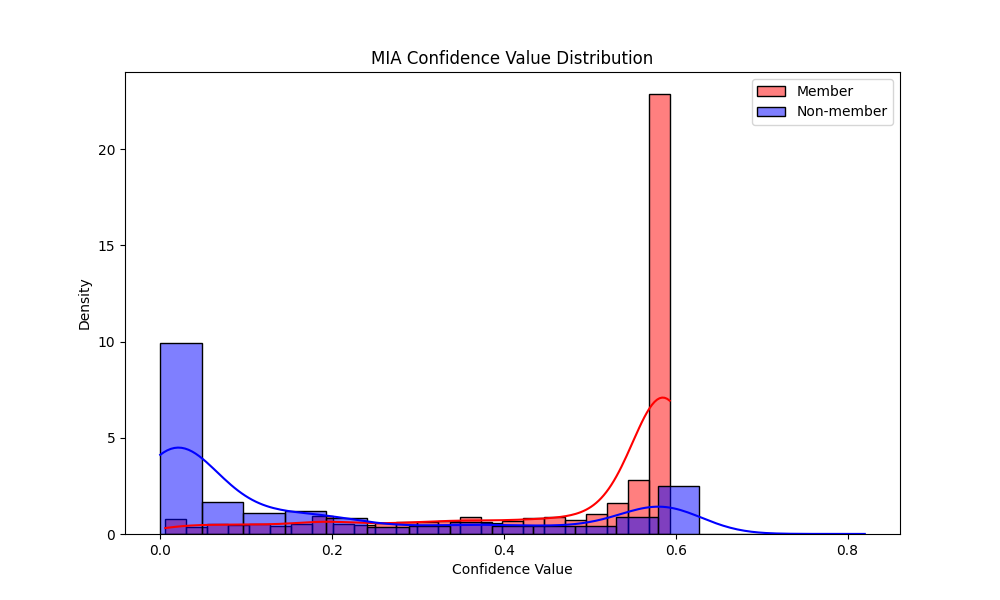 MIA Confidence Value Distribution
Member
Non-member
Density
20
15
10
5
0
0.0 0.2 0.4 0.6 0.8
Confidence Value